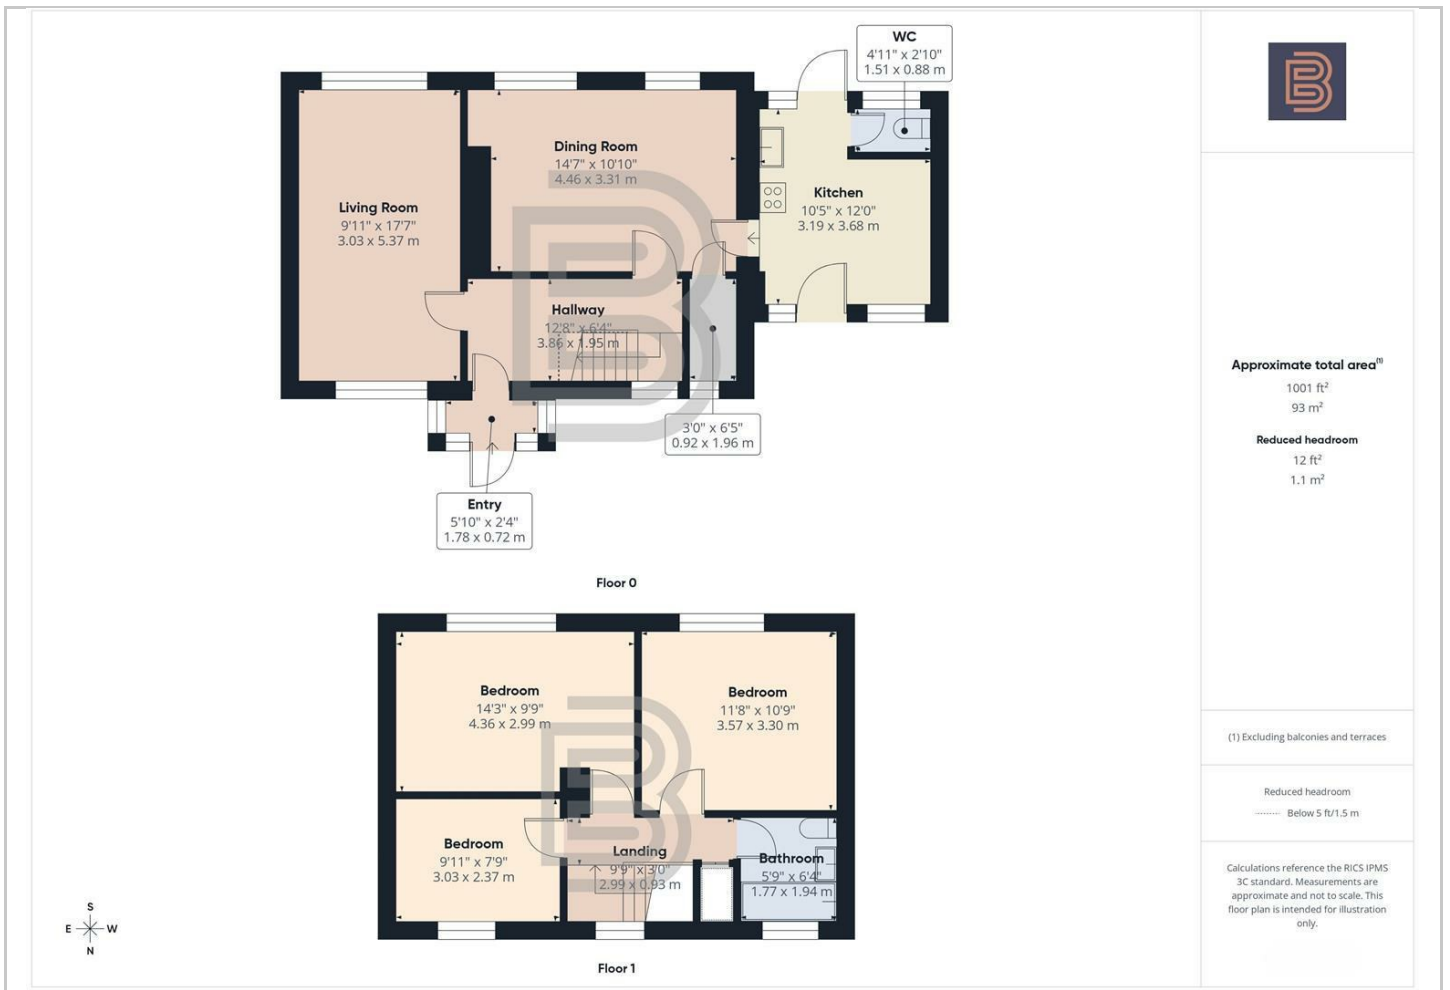 WC
4'11" x 2'10"
1.51 x 0.88 m
Dining Room
14'7" x 10'10"
4.46 x 3.31 m
Living Room
9'11" x 17'7"
3.03 x 5.37 m
Kitchen
10'5" x 12'0"
3.19 x 3.68 m
Hallway
12'8" x 6'4"
3.86 x 1.95 m
3'0" x 6'5"
0.92 x 1.96 m
Entry
5'10" x 2'4"
1.78 x 0.72 m
Floor 0
Bedroom
14'3" x 9'9"
4.36 x 2.99 m
Bedroom
11'8" x 10'9"
3.57 x 3.30 m
Bedroom
9'11" x 7'9"
3.03 x 2.37 m
Landing
9'9" x 3'0"
2.99 x 0.93 m
Bathroom
5'9" x 6'4"
1.77 x 1.94 m
Floor 1
S
E W
N
B
Approximate total area(1)
1001 ft²
93 m²
Reduced headroom
12 ft²
1.1 m²
(1) Excluding balconies and terraces
Reduced headroom
Below 5 ft/1.5 m
Calculations reference the RICS IPMS
3C standard. Measurements are
approximate and not to scale. This
floor plan is intended for illustration
only.